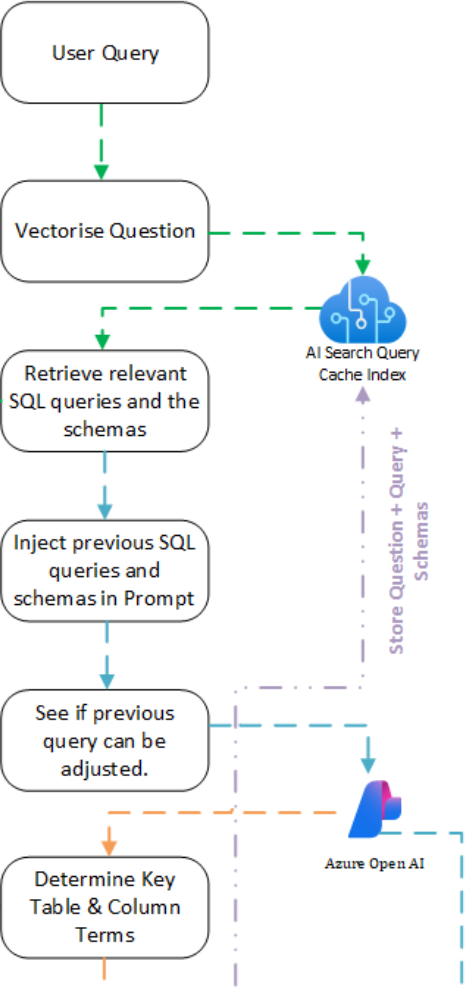 User Query
Vectorise Question
AI Search Query
Cache Index
Retrieve relevant
SQL queries and the
schemas
Store Question + Query +
Schemas
Inject previous SQL
queries and
schemas in Prompt
See if previous
query can be
adjusted.
Azure Open AI
Determine Key
Table & Column
Terms